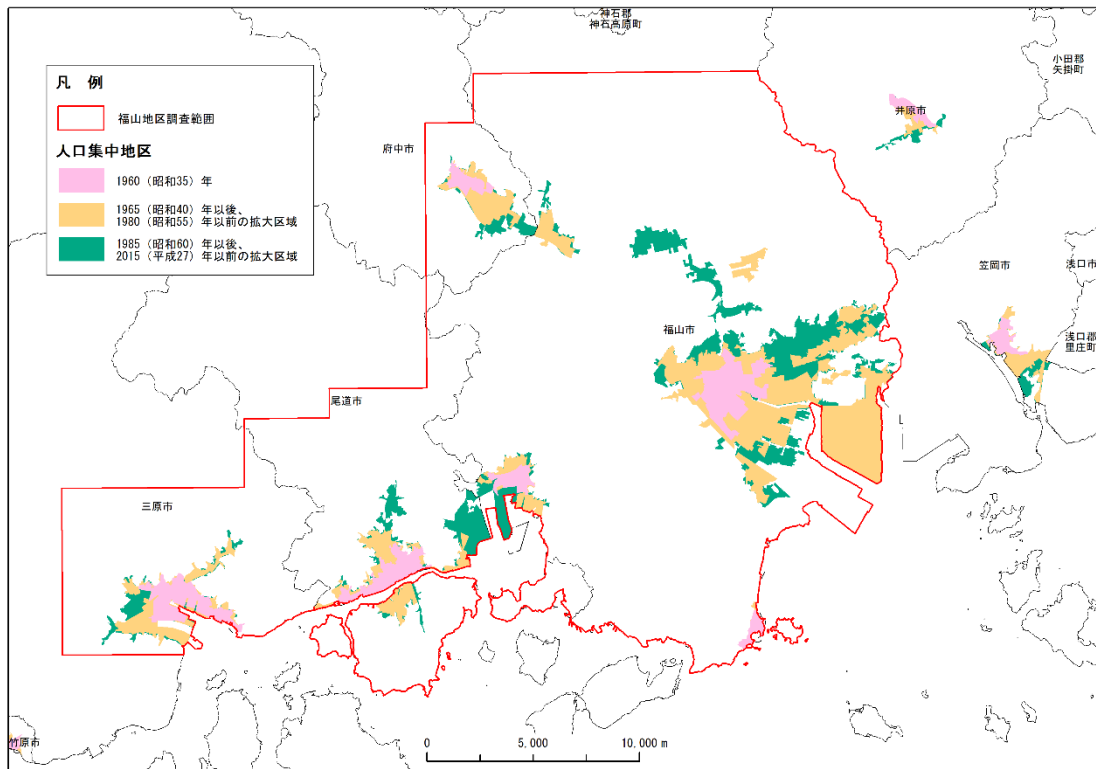 神石郡
神石高原町
小田郡
矢掛町
凡 例
福山地区調査範囲
人口集中地区
1960（昭和35）年
1965（昭和40）年以後、
1980（昭和55）年以前の拡大区域
1985（昭和60）年以後、
2015（平成27）年以前の拡大区域
井原市
府中市
笠岡市
浅口市
福山市
浅口郡
里庄町
尾道市
三原市
竹原市
0
5,000
10,000 m